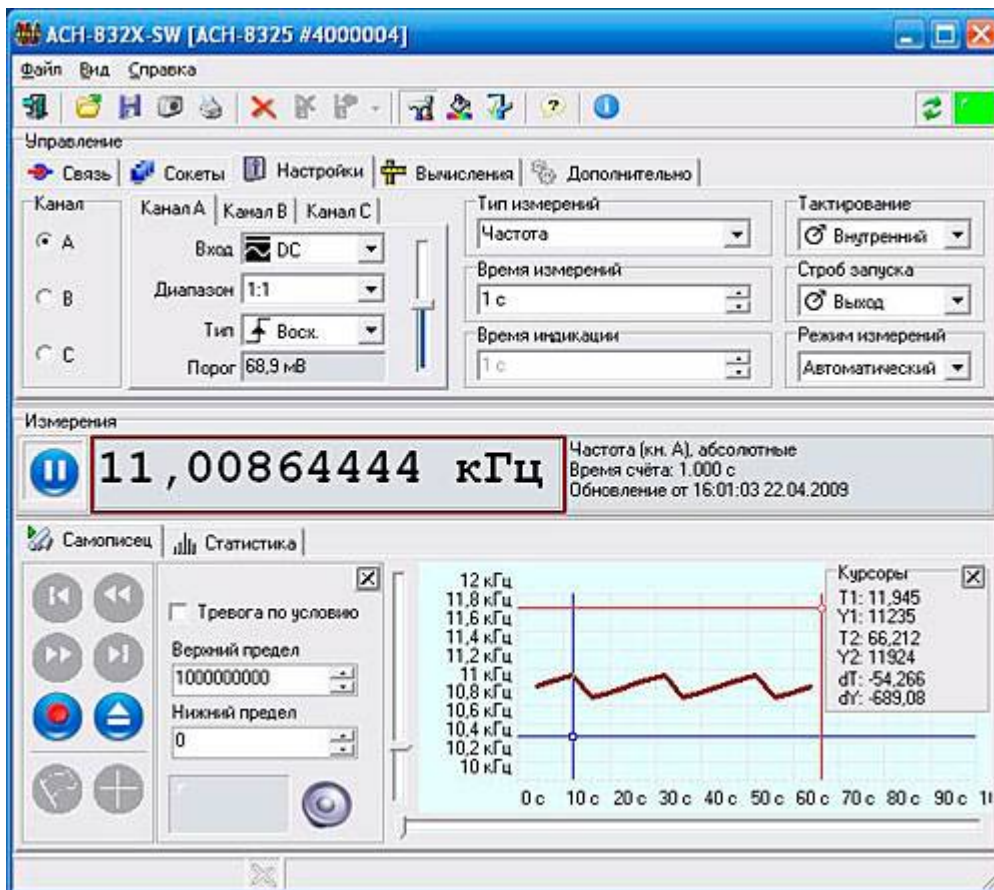 ACH-832X-SW [ACH-8325 #4000004]
Файл Вид Справка
Управление
Связь Сокеты Настройки Вычисления Дополнительно
Канал
A
B
C
Канал A Канал B Канал C
Вход DC
Диапазон 1:1
Тип Восх.
Порог 68,9 мВ
Тип измерений
Частота
Время измерений
1 с
Время индикации
1 с
Тактирование
Внутренний
Строб запуска
Выход
Режим измерений
Автоматический
Измерения
11,00864444 кГц
Частота (кн. А), абсолютные
Время счёта: 1.000 с
Обновление от 16:01:03 22.04.2009
Самописец Статистика
Тревога по условию
Верхний предел
1000000000
Нижний предел
0
12 кГц
11,8 кГц
11,6 кГц
11,4 кГц
11,2 кГц
11 кГц
10,8 кГц
10,6 кГц
10,4 кГц
10,2 кГц
10 кГц
0 с 10 с 20 с 30 с 40 с 50 с 60 с 70 с 80 с 90 с
Курсоры
T1: 11,945
Y1: 11235
T2: 66,212
Y2: 11924
dT: -54,266
dY: -689,08